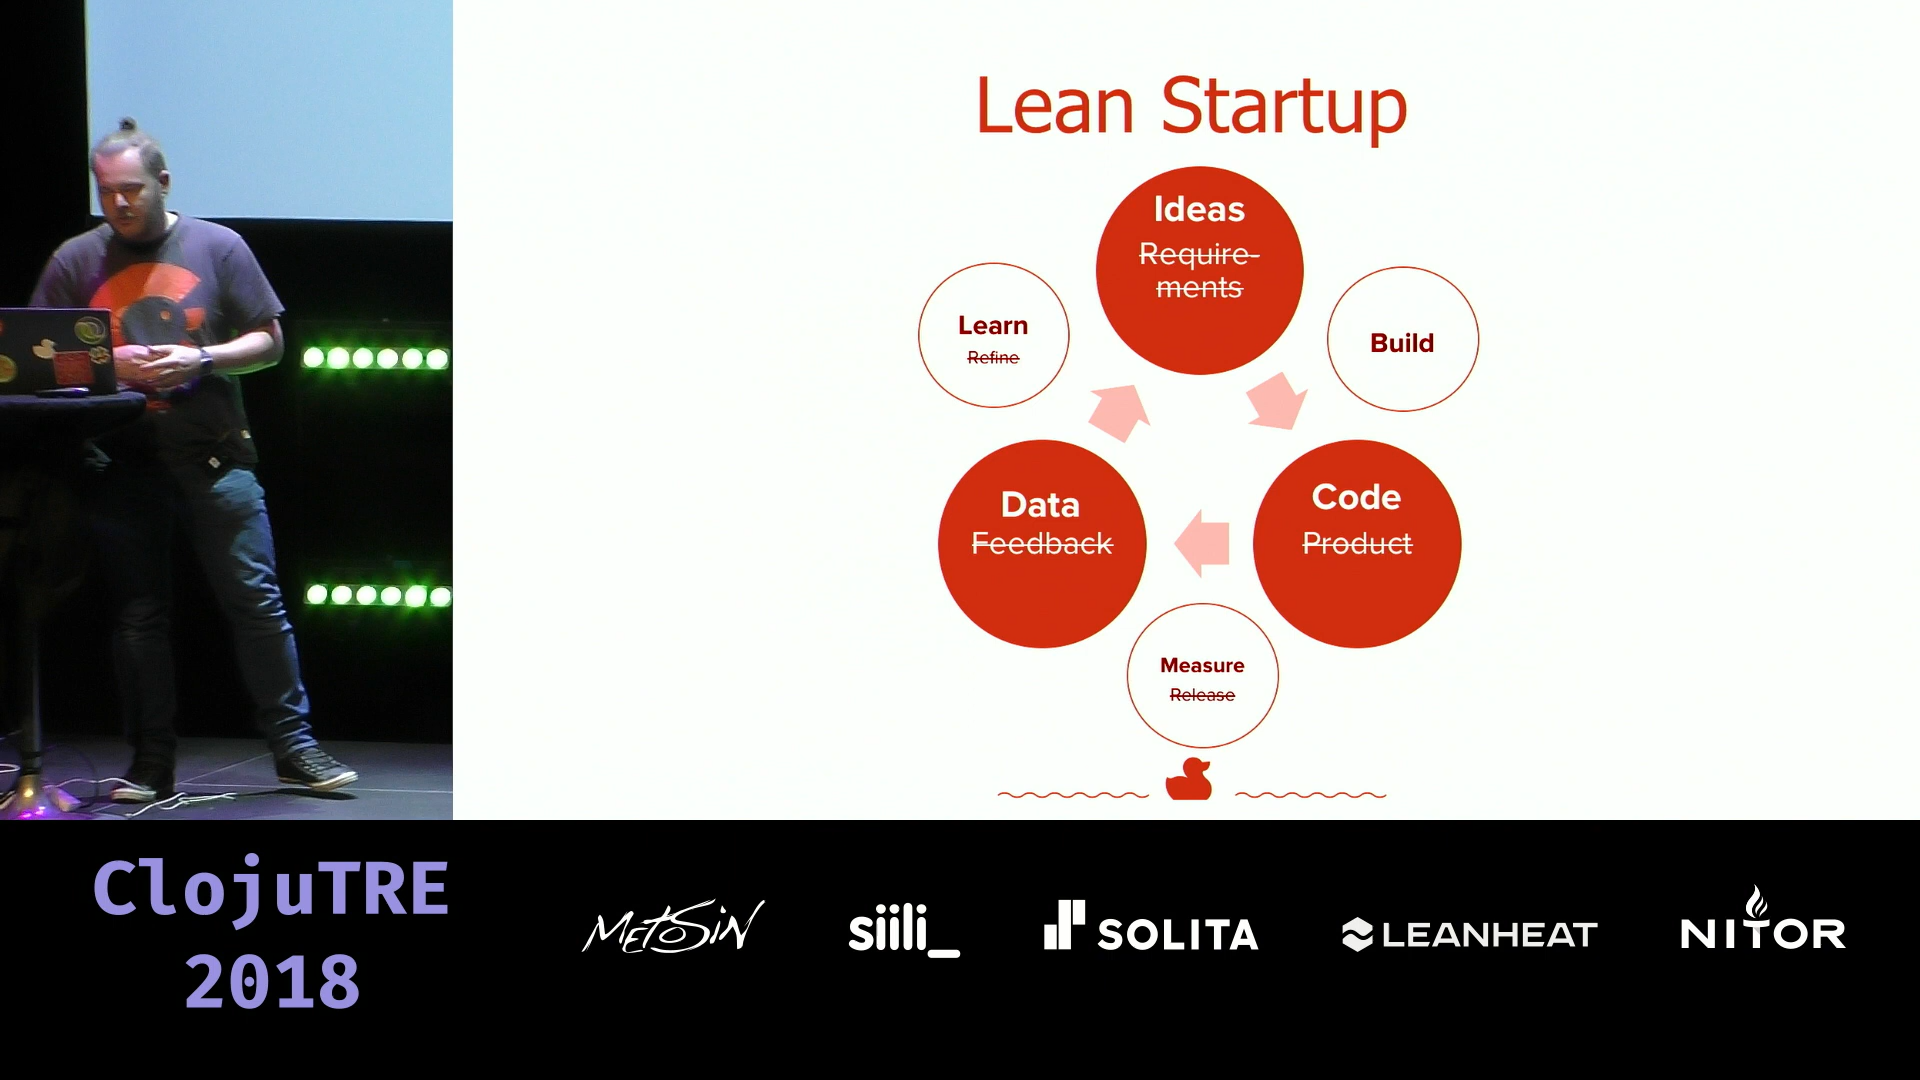 Lean Startup
Ideas
Require-
ments
Learn
Refine
Build
Data
Feedback
Code
Product
Measure
Release
ClojuTRE
2018
METOSIN
siili_
SOLITA
LEANHEAT
NITOR